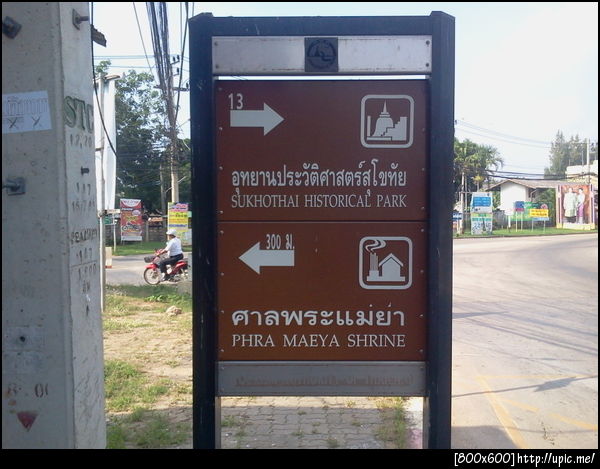 13
อุทยานประวัติศาสตร์สุโขทัย
SUKHOTHAI HISTORICAL PARK
300 ม.
ศาลพระแม่ย่า
PHRA MAEYA SHRINE
STC
[800x600]http://upic.me/